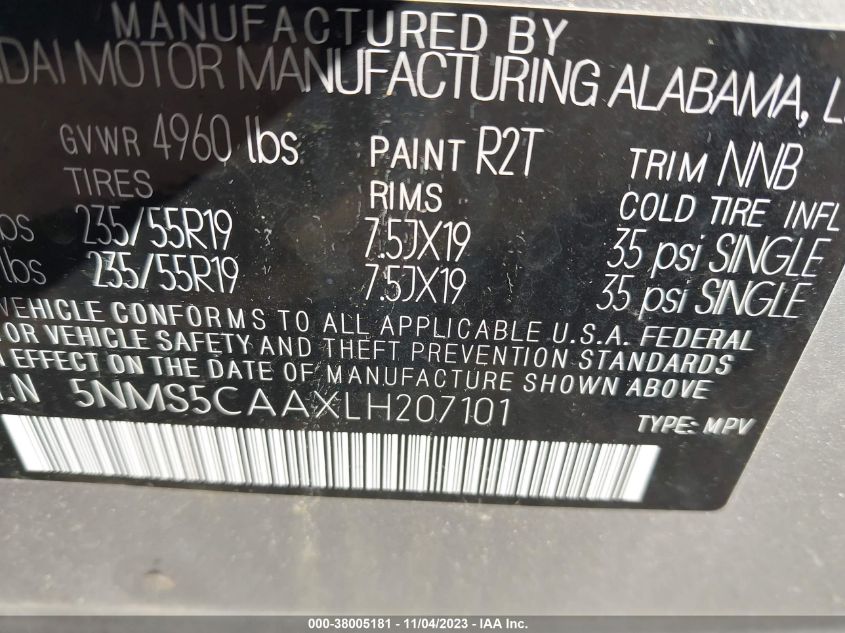 MANUFACTURED BY
DAI MOTOR MANUFACTURING ALABAMA,
GVWR 4960 lbs PAINT R2T TRIM NNB
TIRES RIMS COLD TIRE INFL
lbs 235/55R19 7.5JX19 35 psi SINGLE
lbs 235/55R19 7.5JX19 35 psi SINGLE
VEHICLE CONFORMS TO ALL APPLICABLE U.S.A. FEDERAL
OR VEHICLE SAFETY AND THEFT PREVENTION STANDARDS
EFFECT ON THE DATE OF MANUFACTURE SHOWN ABOVE
.N 5NMS5CAAXLH207101 TYPE: MPV
000-38005181 - 11/04/2023 - IAA Inc.